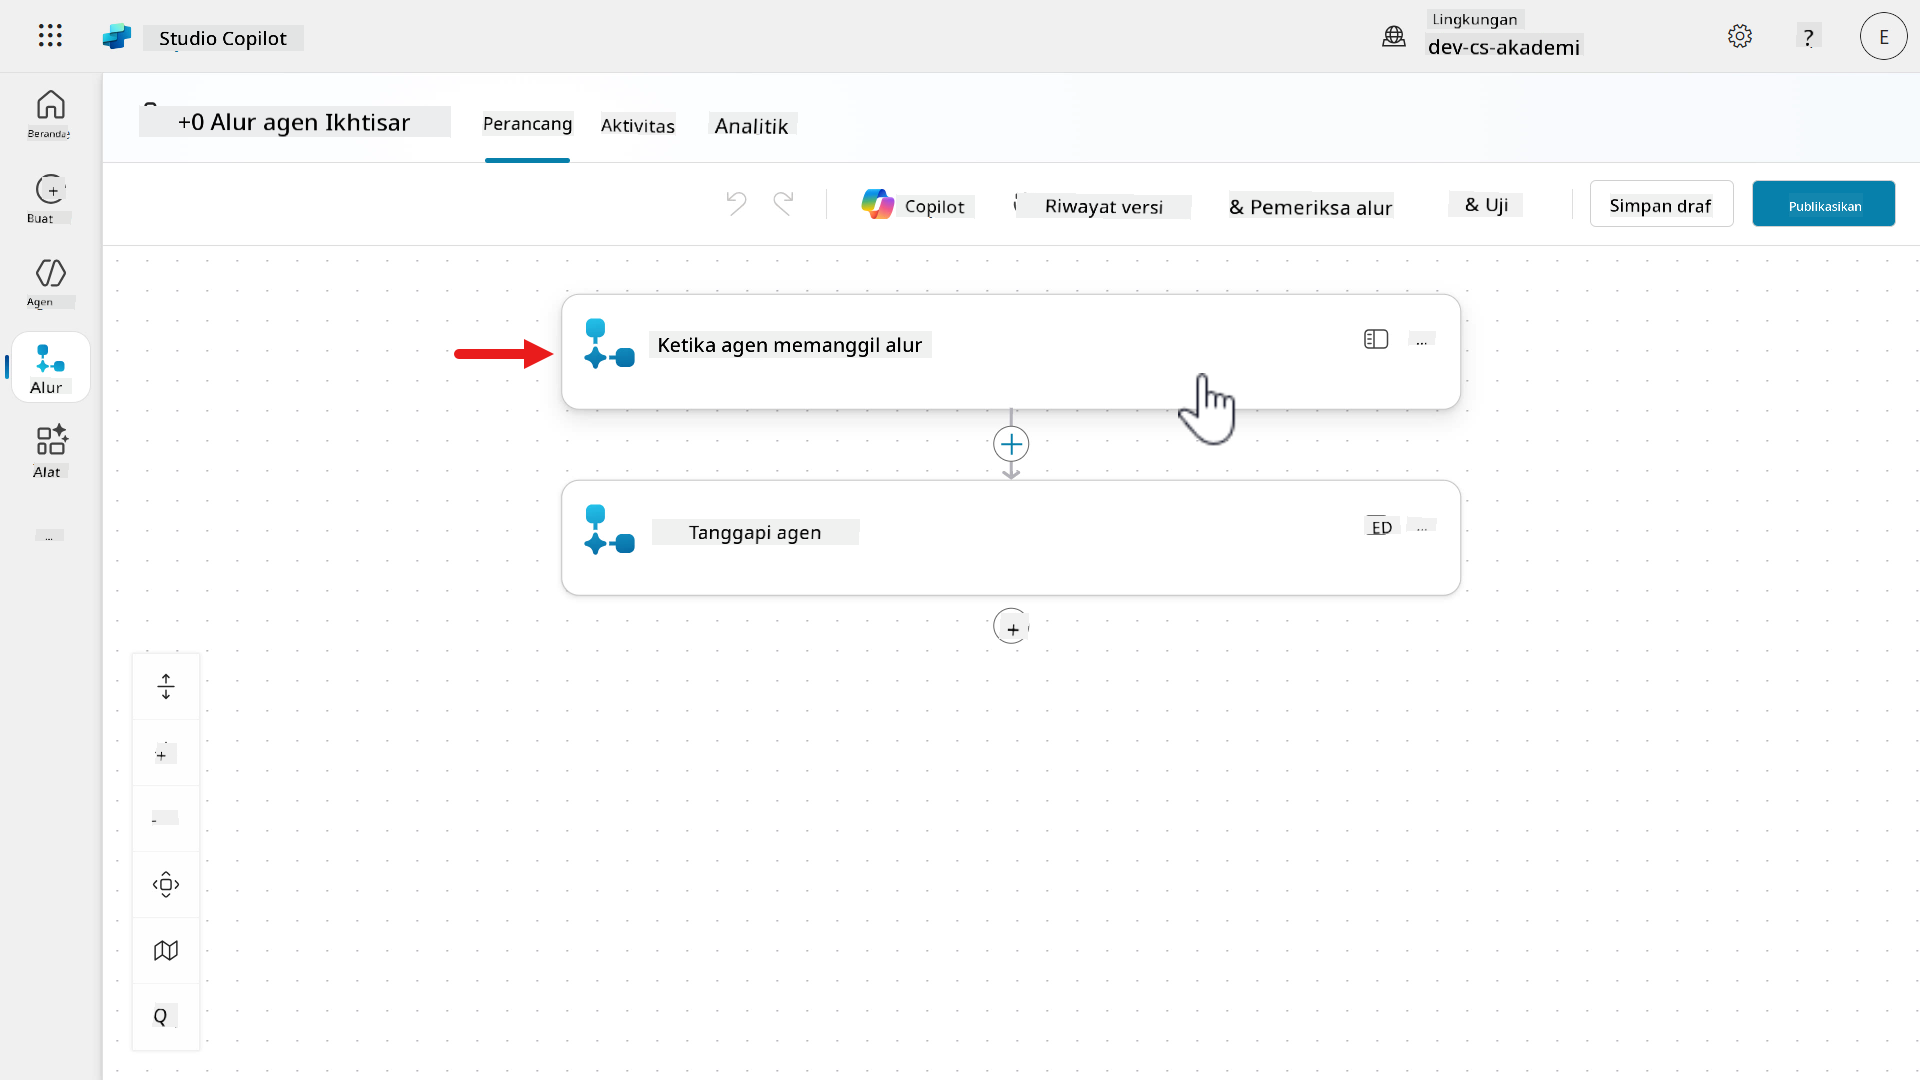 Studio Copilot
Lingkungan
dev-cs-akademi
?
E
Beranda
Buat
Agen
Alur
Alat
...
+0 Alur agen Ikhtisar
Perancang
Aktivitas
Analitik
Copilot
Riwayat versi
& Pemeriksa alur
& Uji
Simpan draf
Publikasikan
Ketika agen memanggil alur
...
Tanggapi agen
ED
...
+
+
-
Q